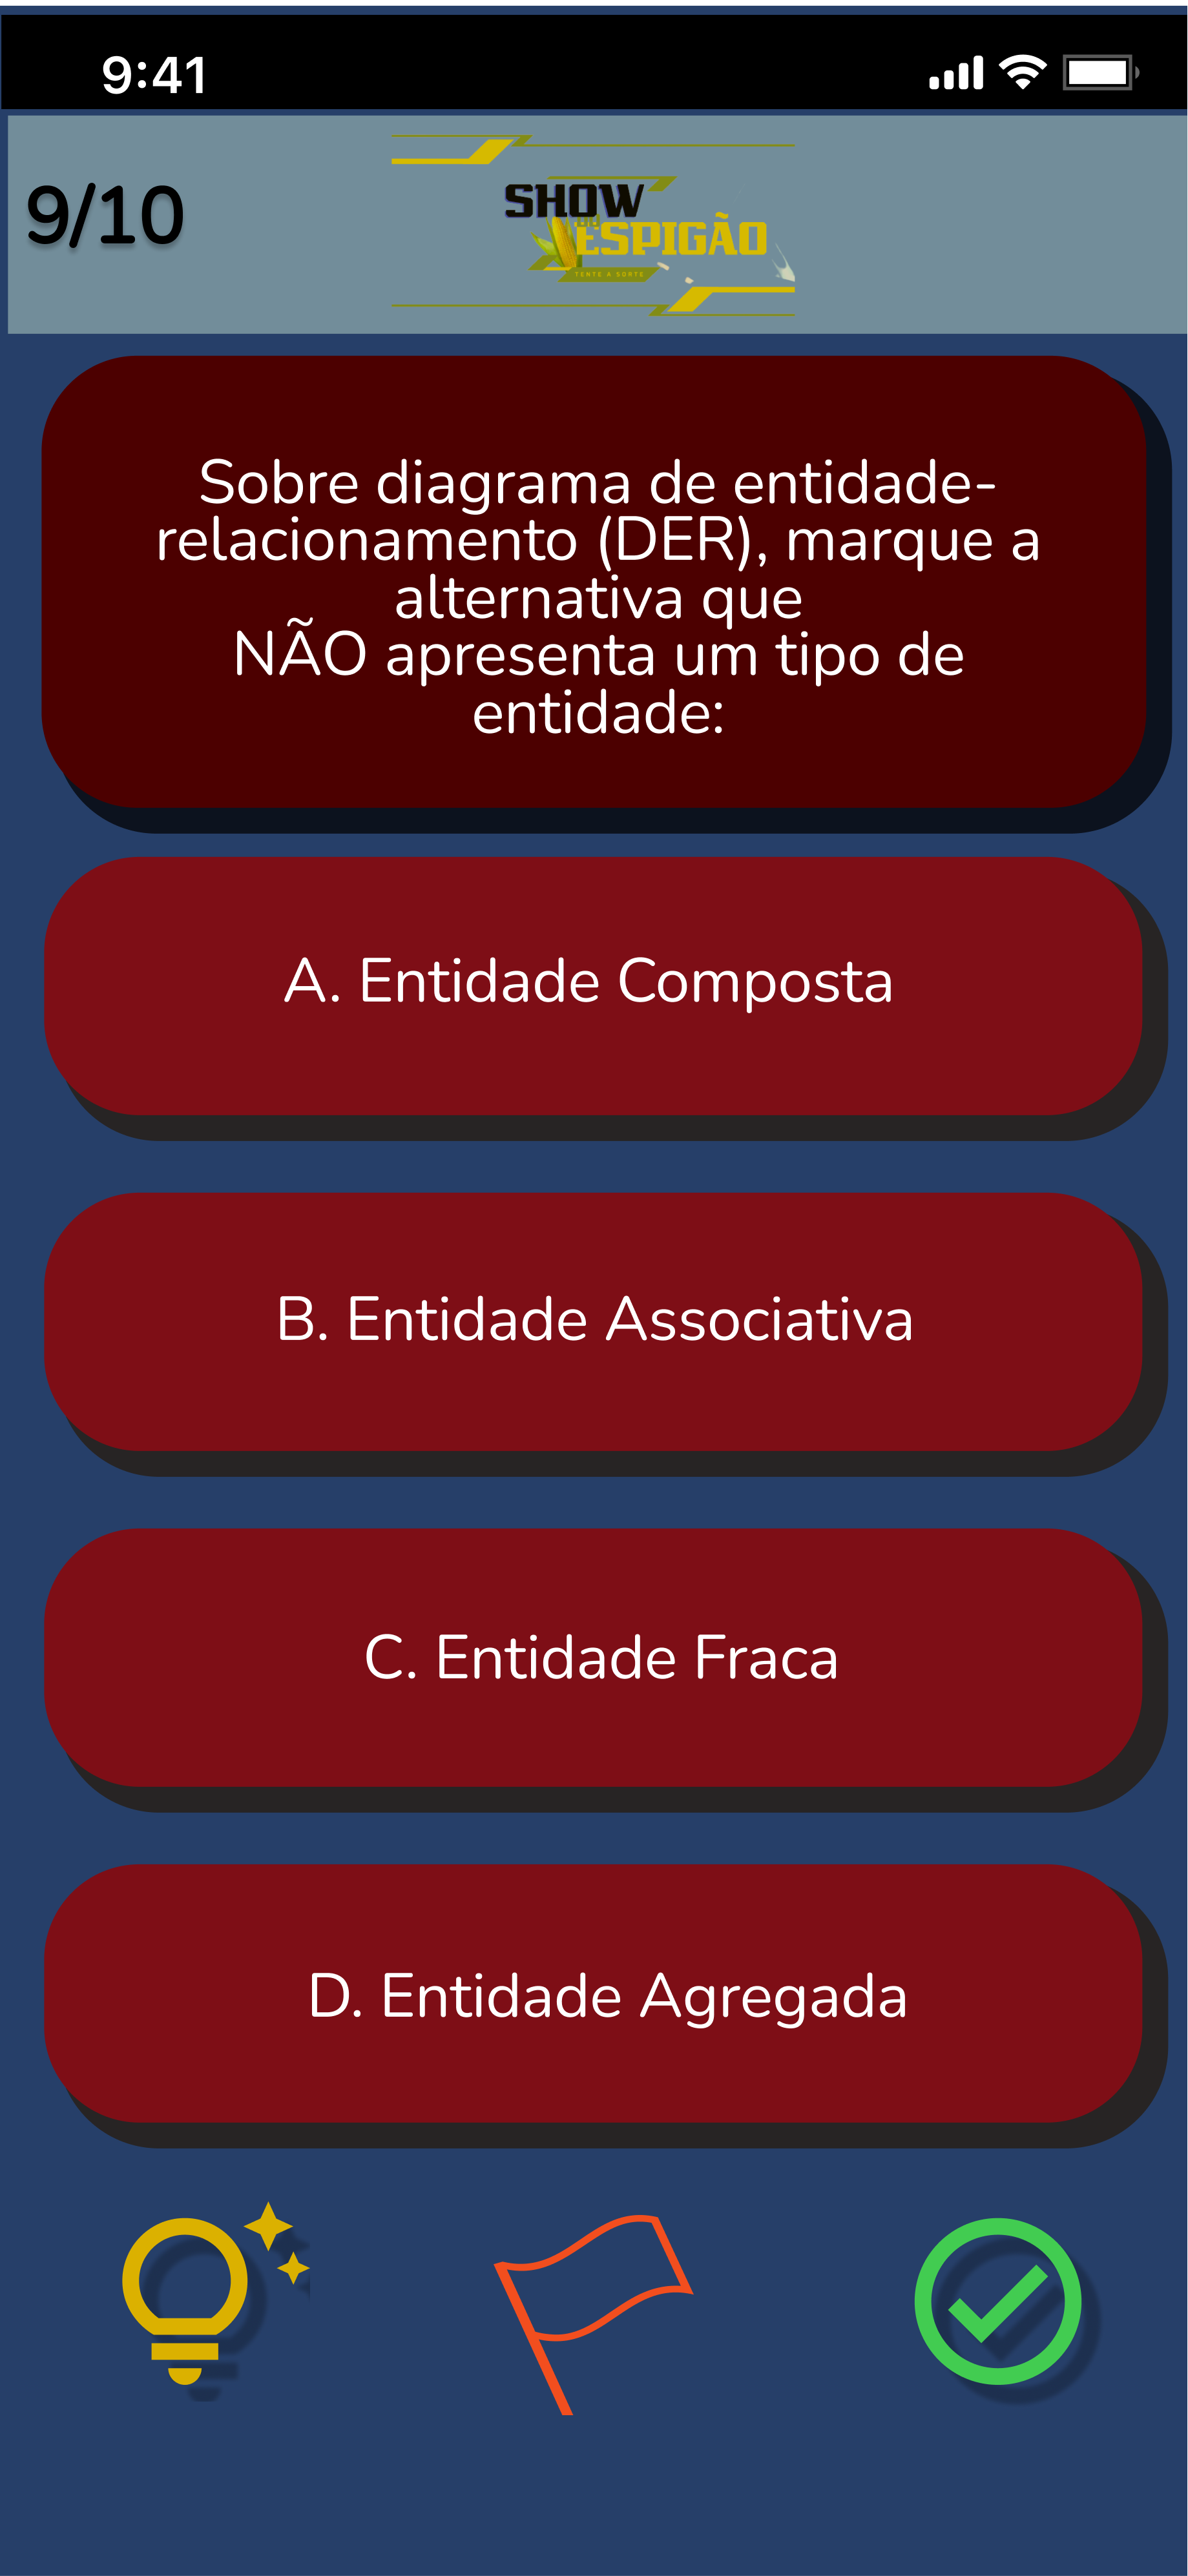 9:41
9/10
SHOW
DO
ESPIGÃO
TENTE A SORTE
Sobre diagrama de entidade-
relacionamento (DER), marque a
alternativa que
NÃO apresenta um tipo de
entidade:
A. Entidade Composta
B. Entidade Associativa
C. Entidade Fraca
D. Entidade Agregada